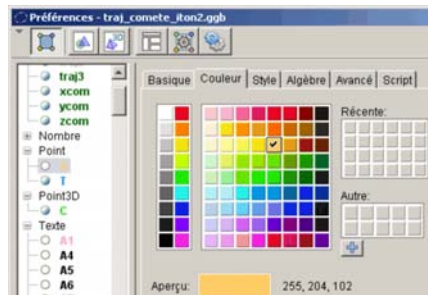 Préférences - traj_comete_iton2.ggb
traj3
xcom
ycom
zcom
Nombre
Point
T
Point3D
C
Texte
A1
A4
A5
A6
Basique Couleur Style Algèbre Avancé Script
Récente:
Autre:
Aperçu: 255, 204, 102